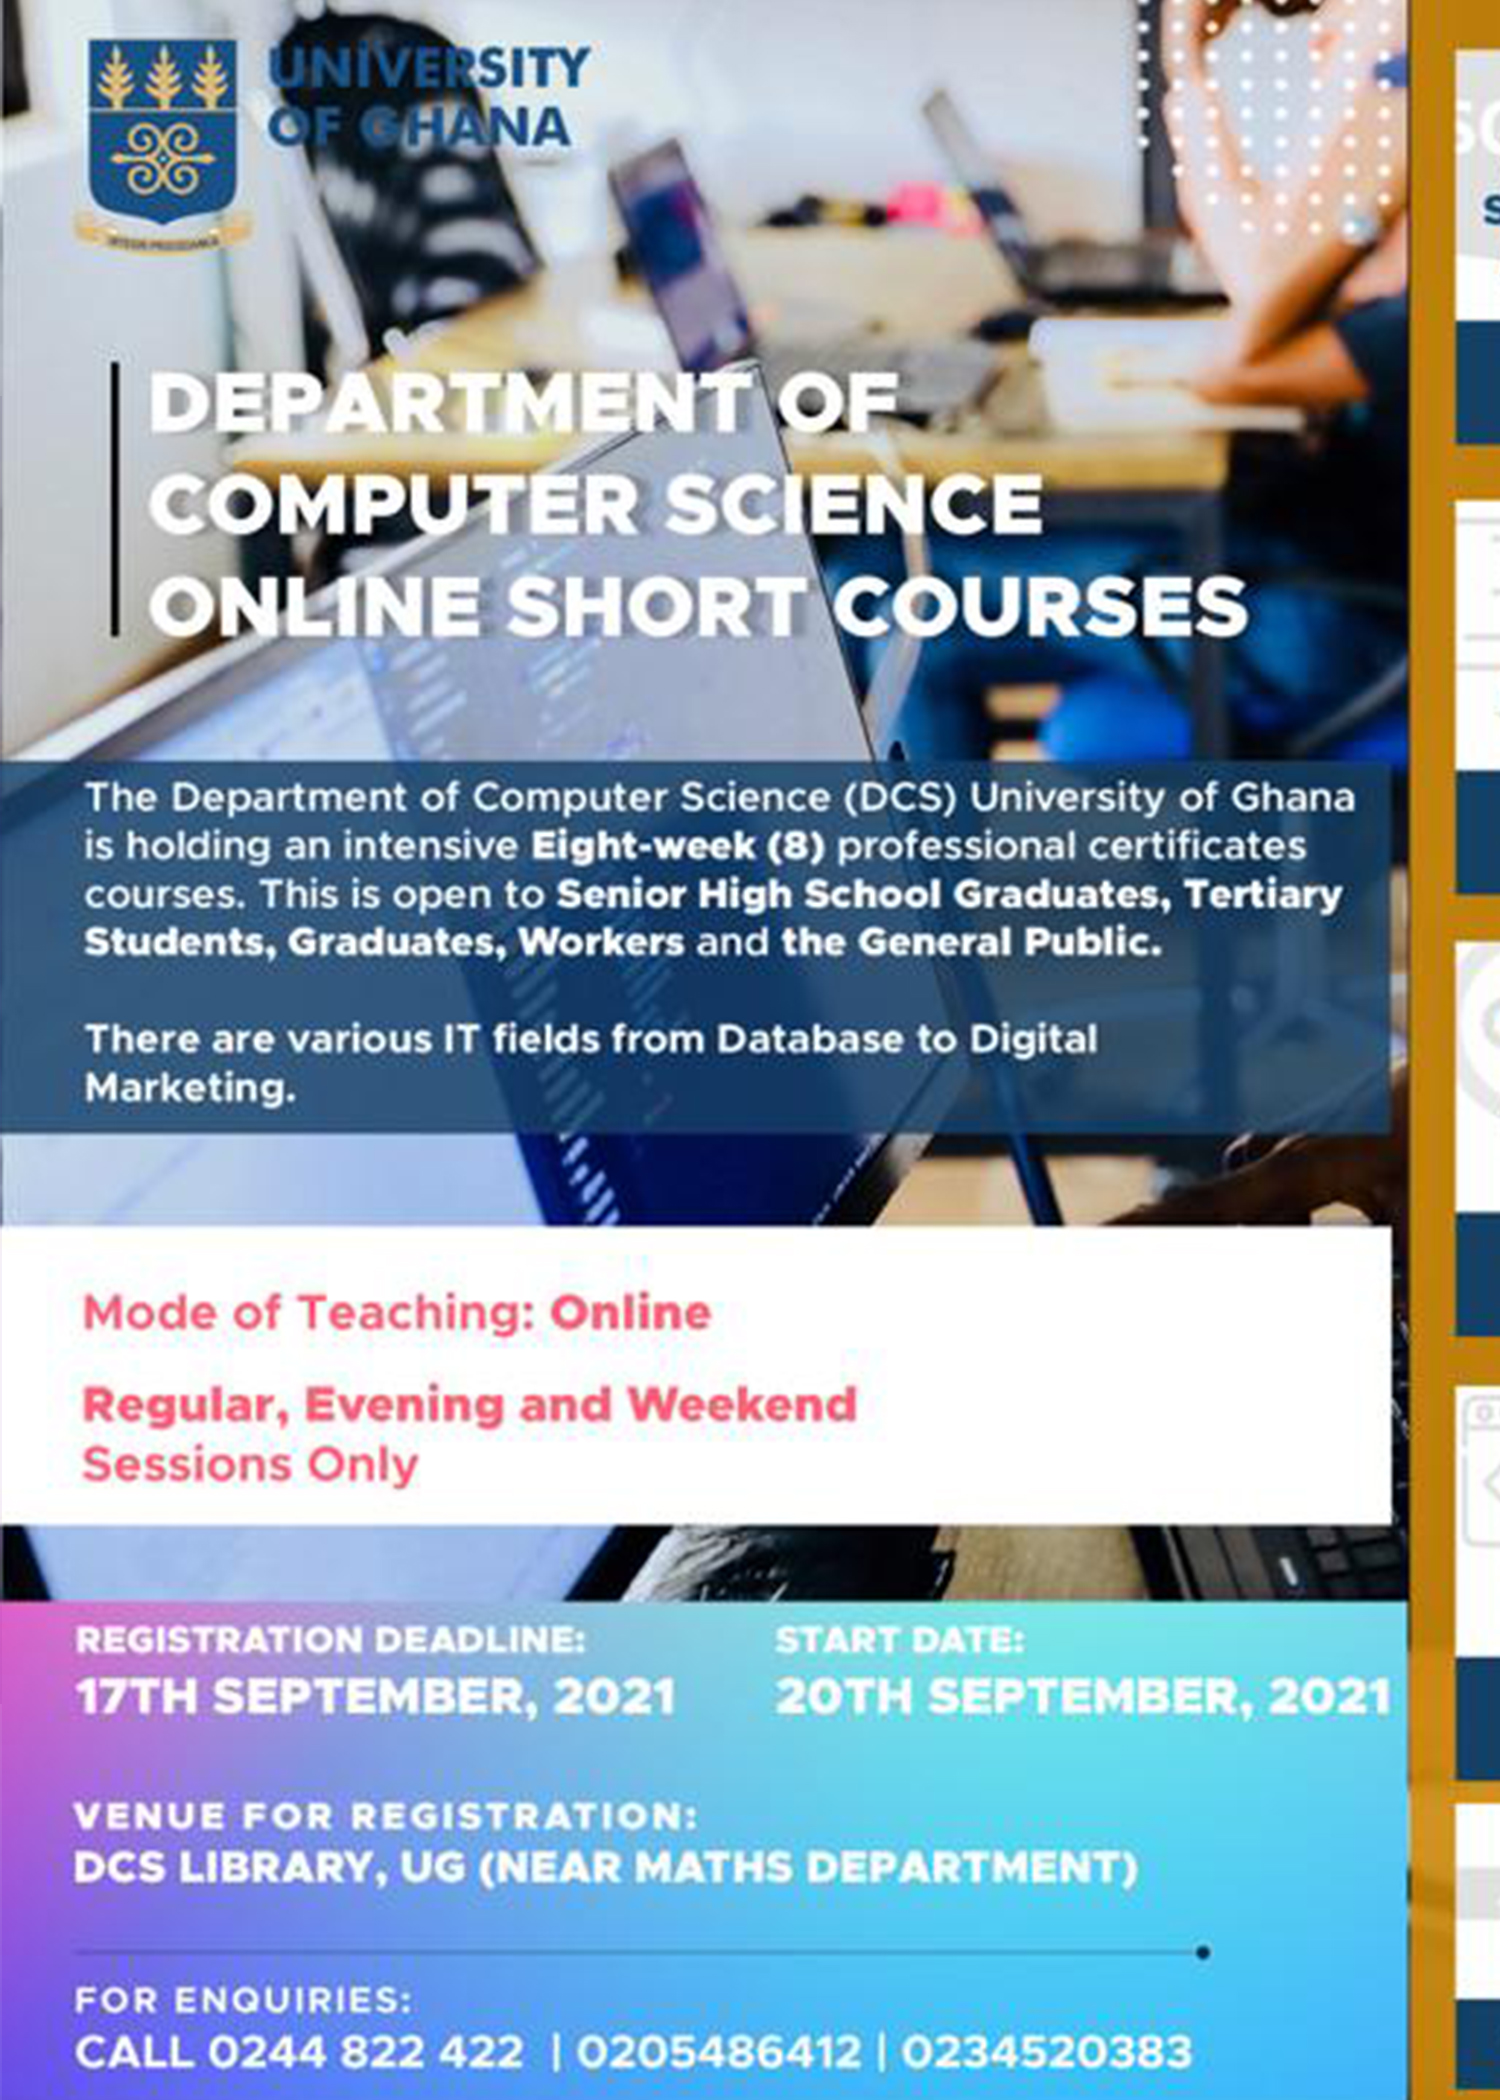 UNIVERSITY
OF GHANA
INTEGRI PROCEDAMUS
DEPARTMENT OF
COMPUTER SCIENCE
ONLINE SHORT COURSES
The Department of Computer Science (DCS) University of Ghana
is holding an intensive Eight-week (8) professional certificates
courses. This is open to Senior High School Graduates, Tertiary
Students, Graduates, Workers and the General Public.
There are various IT fields from Database to Digital
Marketing.
Mode of Teaching: Online
Regular, Evening and Weekend
Sessions Only
REGISTRATION DEADLINE:
17TH SEPTEMBER, 2021
START DATE:
20TH SEPTEMBER, 2021
VENUE FOR REGISTRATION:
DCS LIBRARY, UG (NEAR MATHS DEPARTMENT)
FOR ENQUIRIES:
CALL 0244 822 422 | 0205486412 | 0234520383